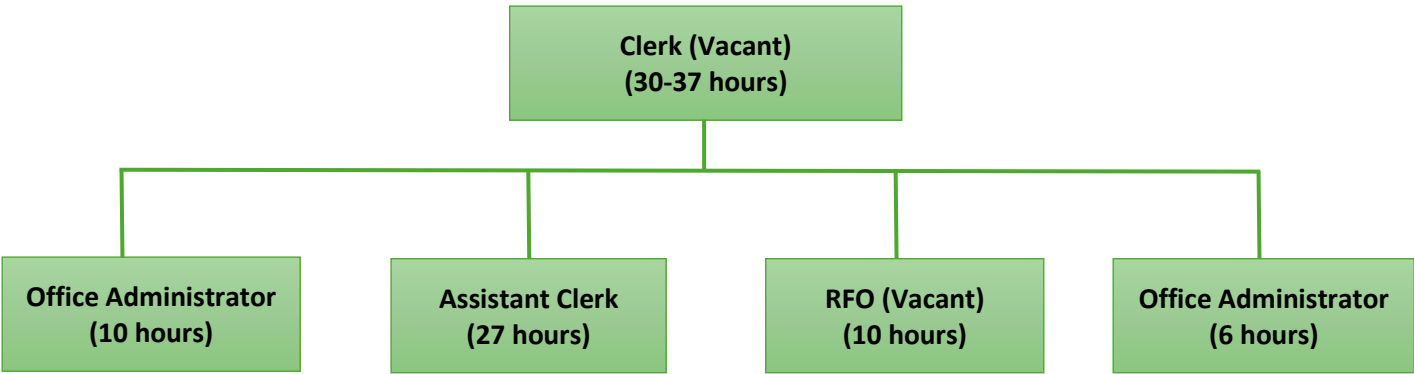 Clerk (Vacant)
(30-37 hours)
Office Administrator
(10 hours)
Assistant Clerk
(27 hours)
RFO (Vacant)
(10 hours)
Office Administrator
(6 hours)